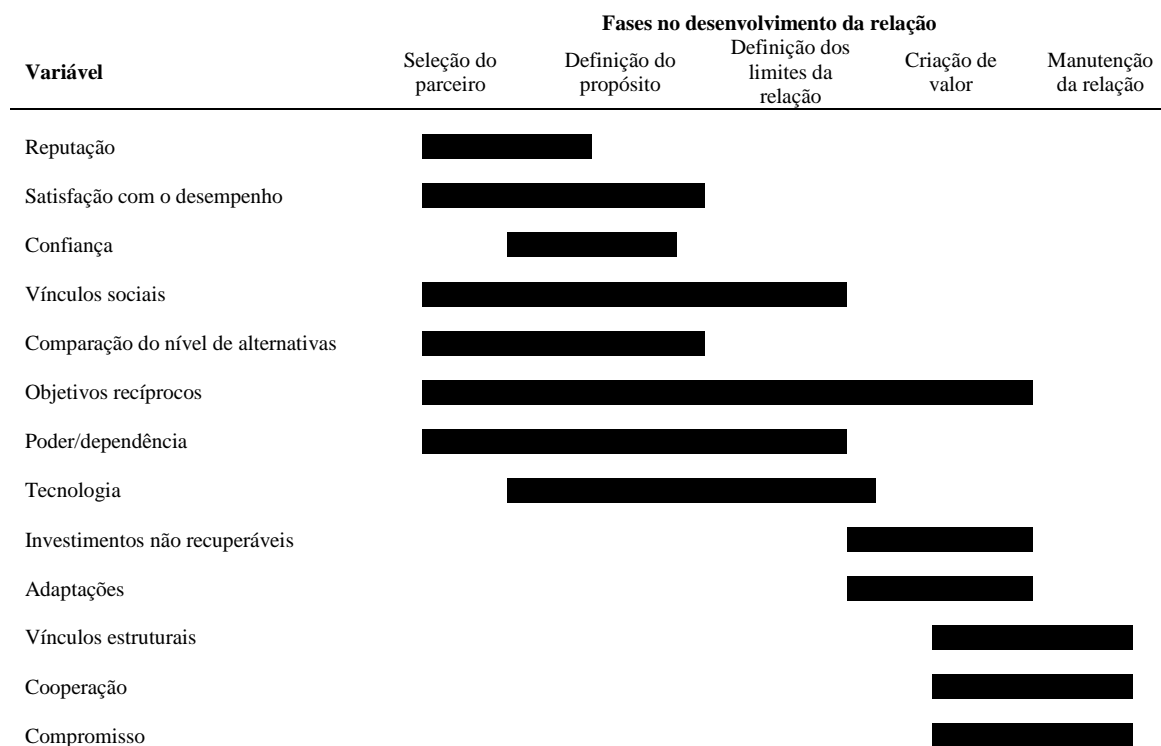 Fases no desenvolvimento da relação
Variável
Seleção do
parceiro
Definição do
propósito
Definição dos
limites da
relação
Criação de
valor
Manutenção
da relação
Reputação
Satisfação com o desempenho
Confiança
Vínculos sociais
Comparação do nível de alternativas
Objetivos recíprocos
Poder/dependência
Tecnologia
Investimentos não recuperáveis
Adaptações
Vínculos estruturais
Cooperação
Compromisso